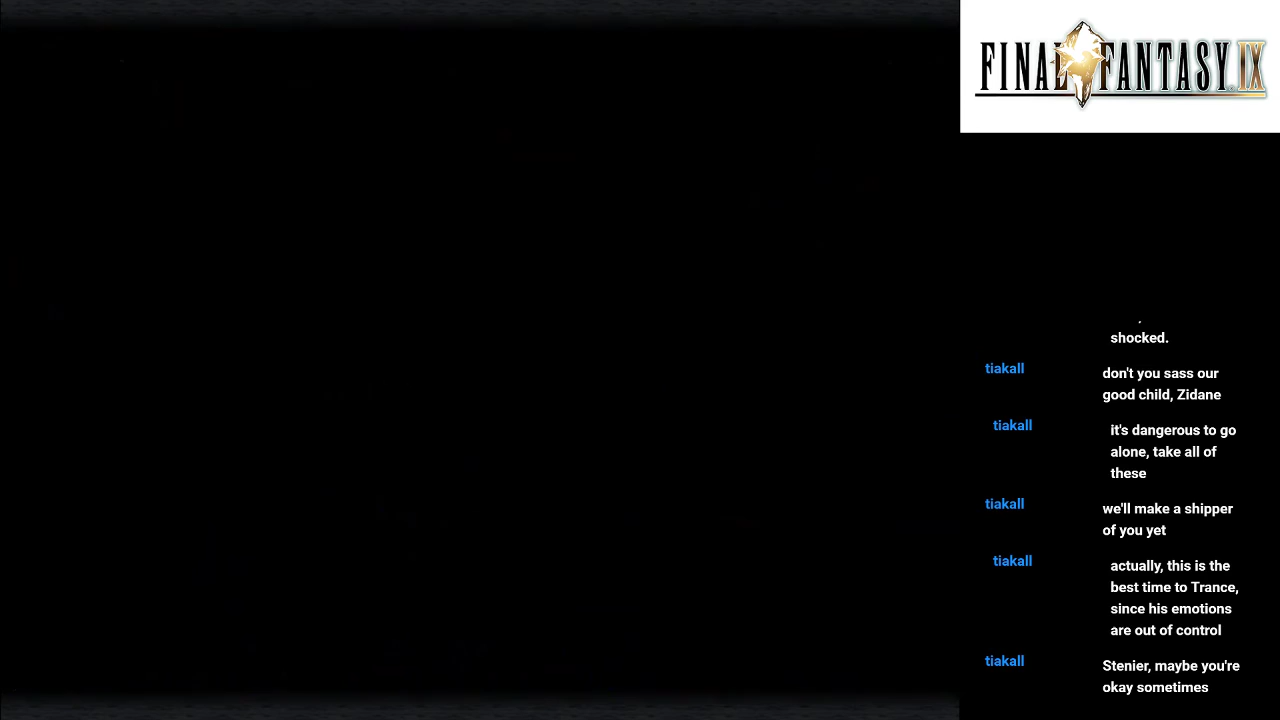 FINAL FANTASY IX
shocked.
tiakall
don't you sass our
good child, Zidane
tiakall
it's dangerous to go
alone, take all of
these
tiakall
we'll make a shipper
of you yet
tiakall
actually, this is the
best time to Trance,
since his emotions
are out of control
tiakall
Stenier, maybe you're
okay sometimes